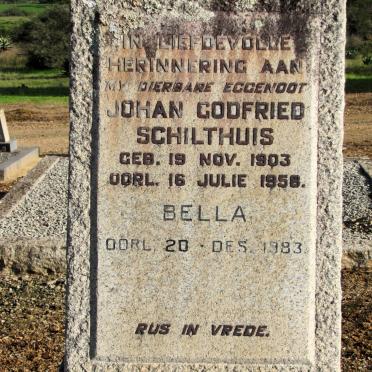 IN LIEFDEVOLLE
HERINNERING AAN
MY DIERBARE EGGENOOT
JOHAN GODFRIED
SCHILTHUIS
GEB. 19 NOV. 1903
OORL. 16 JULIE 1958.
BELLA
OORL. 20 · DES. 1983
RUS IN VREDE.